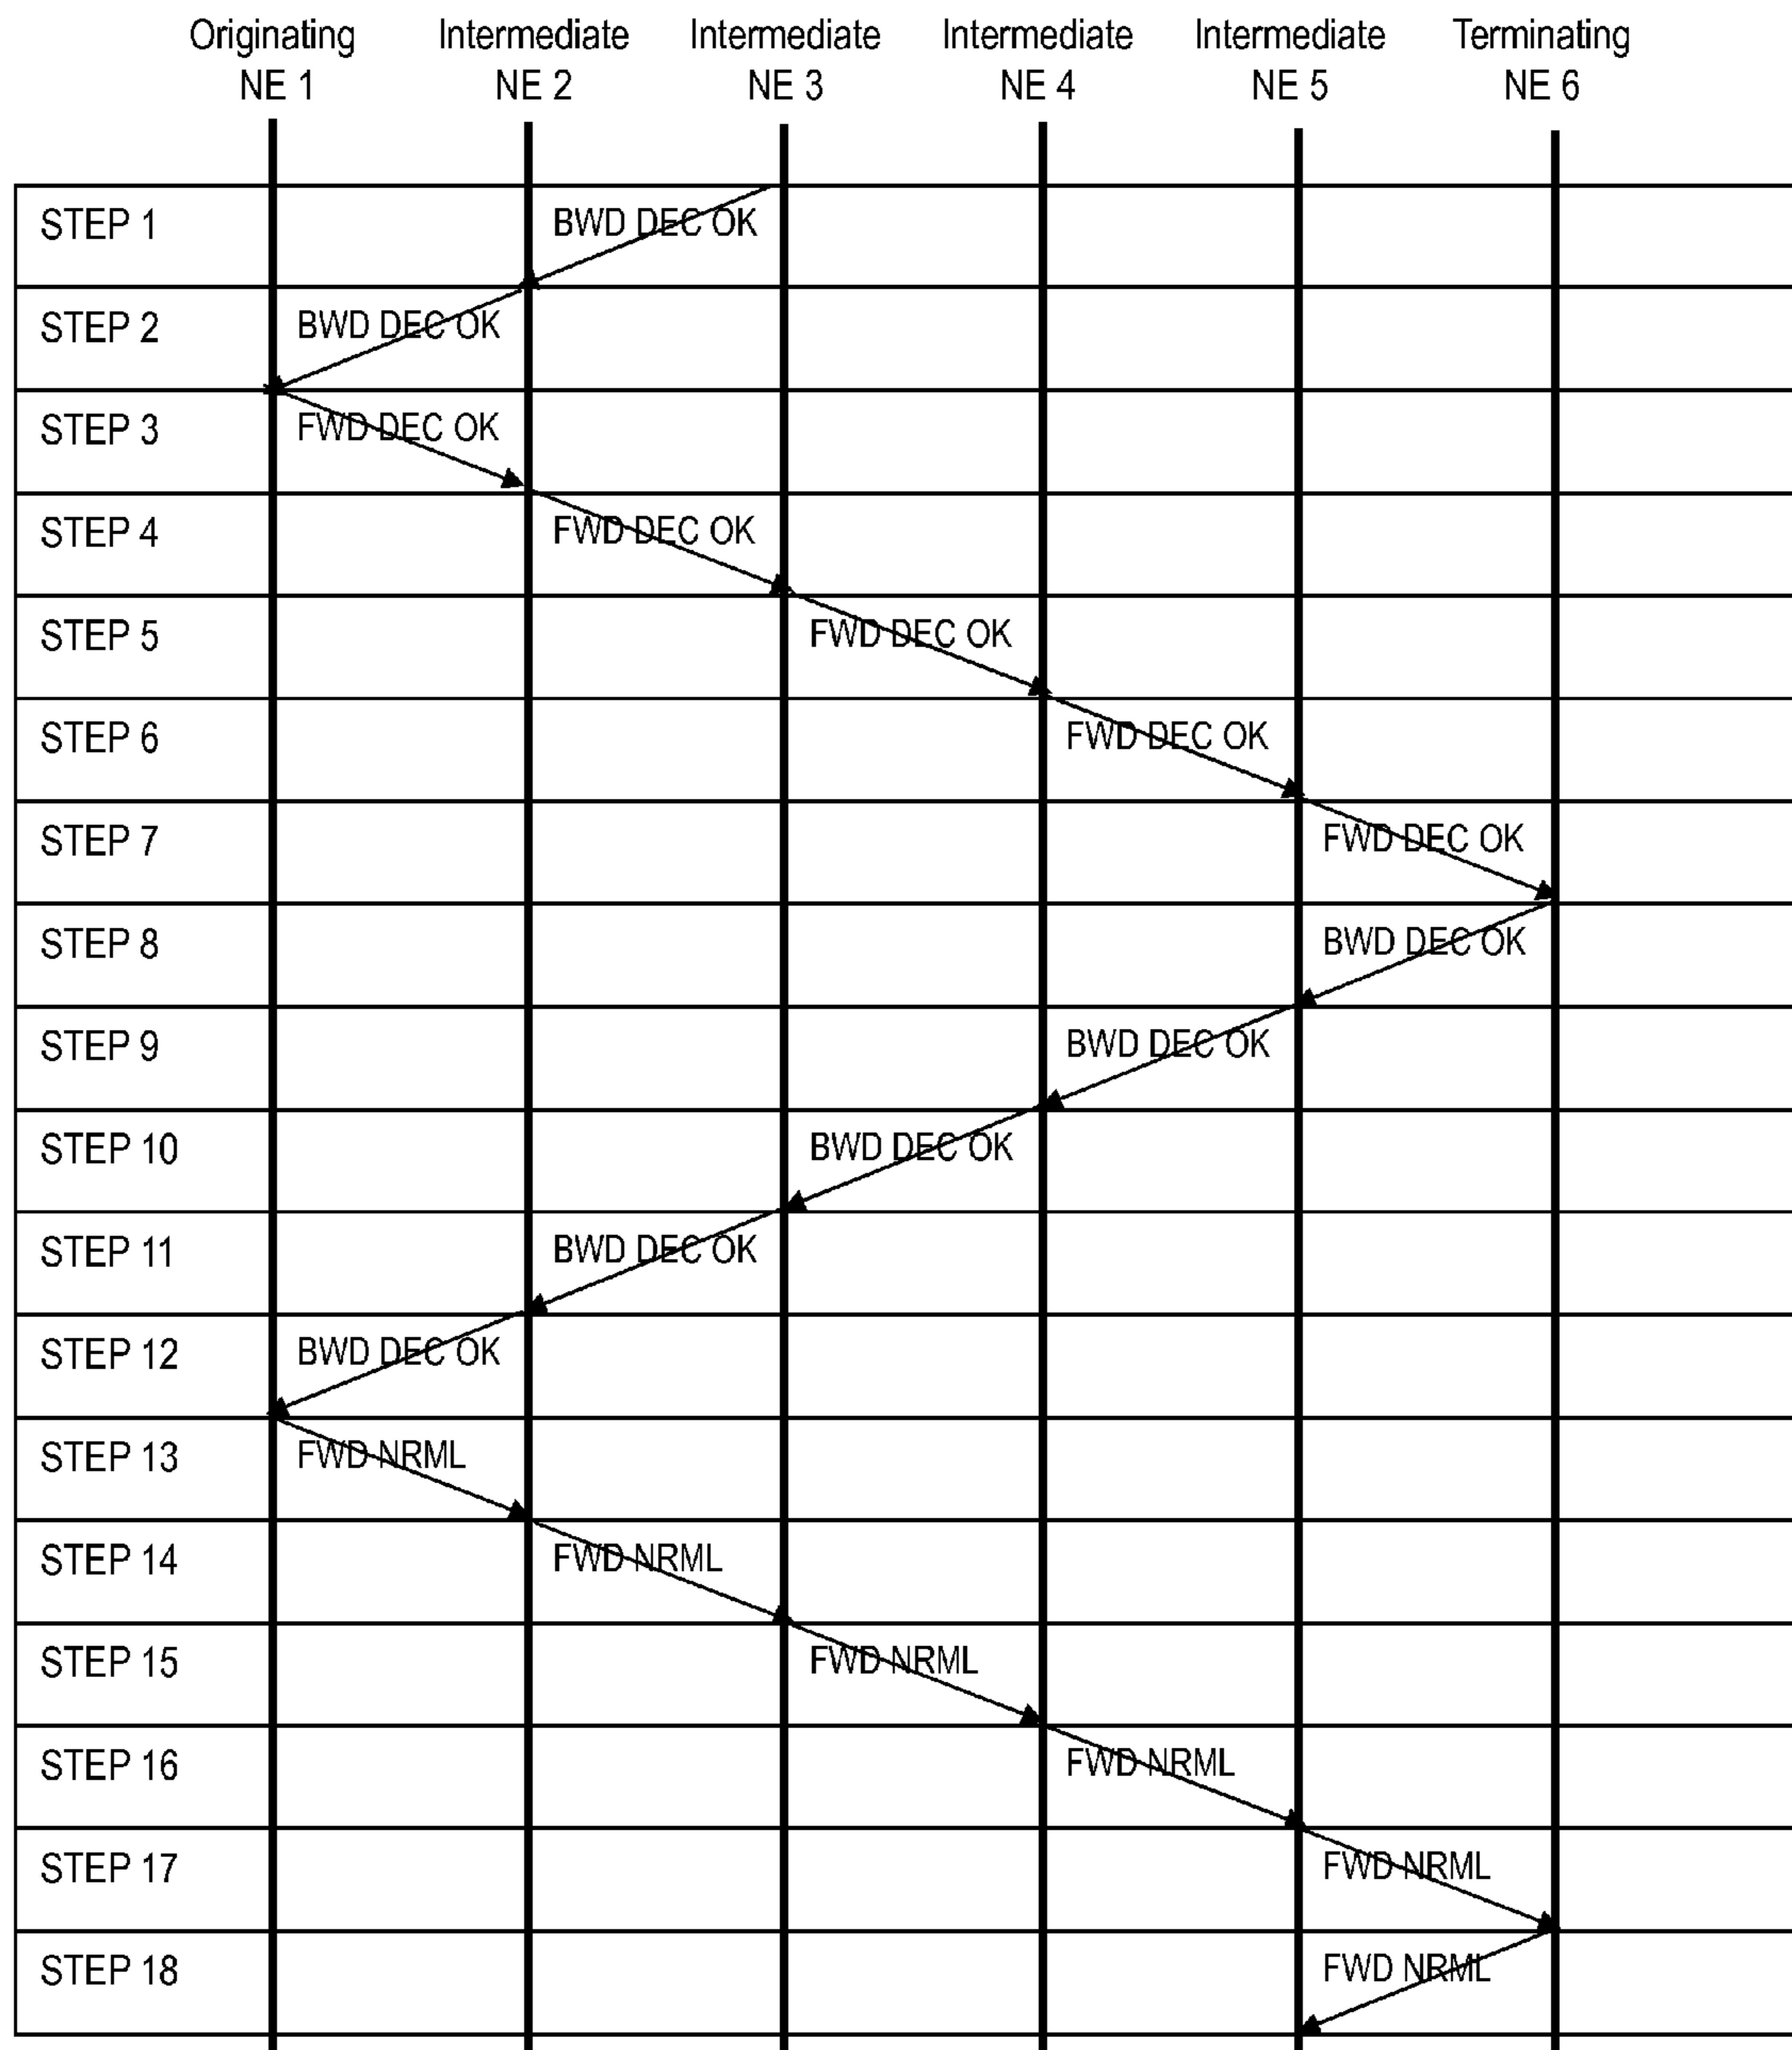 Originating Intermediate Intermediate Intermediate Intermediate Terminating
NE 1 NE 2 NE 3 NE 4 NE 5 NE 6
STEP 1 BWD DEC OK
STEP 2 BWD DEC OK
STEP 3 FWD DEC OK
STEP 4 FWD DEC OK
STEP 5 FWD DEC OK
STEP 6 FWD DEC OK
STEP 7 FWD DEC OK
STEP 8 BWD DEC OK
STEP 9 BWD DEC OK
STEP 10 BWD DEC OK
STEP 11 BWD DEC OK
STEP 12 BWD DEC OK
STEP 13 FWD NRML
STEP 14 FWD NRML
STEP 15 FWD NRML
STEP 16 FWD NRML
STEP 17 FWD NRML
STEP 18 FWD NRML